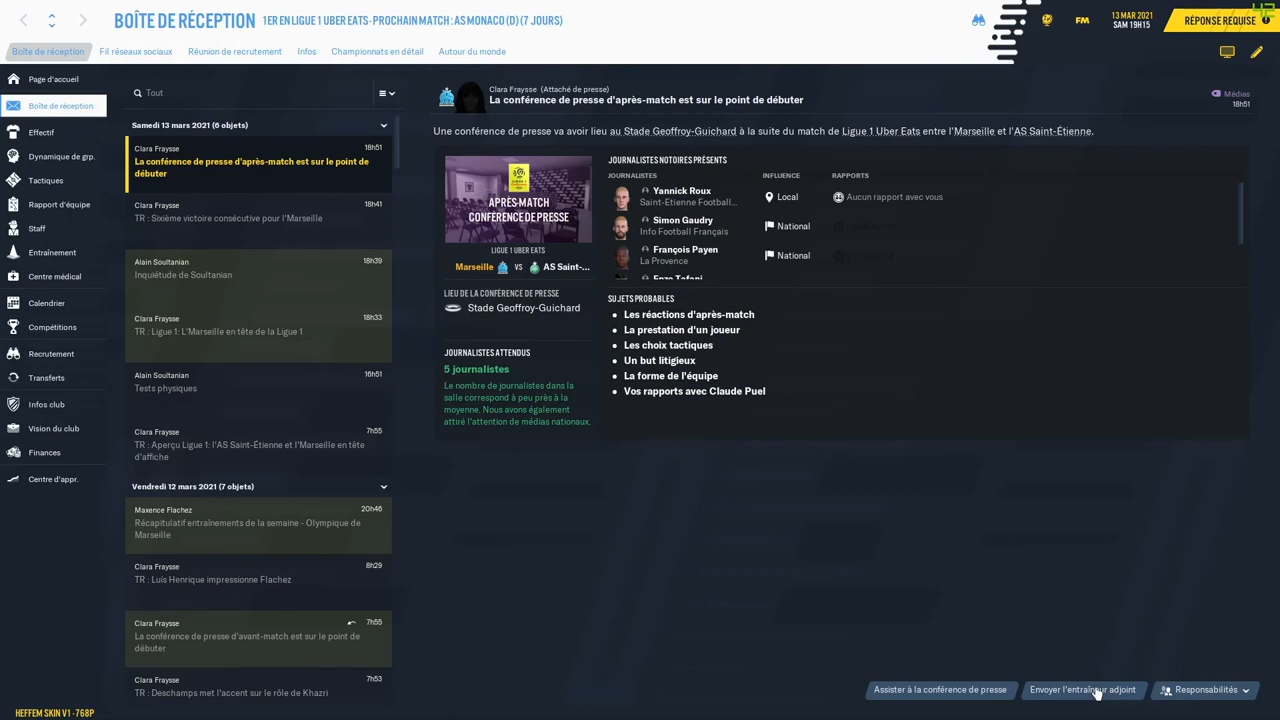 BOÎTE DE RÉCEPTION
1ER EN LIGUE 1 UBER EATS - PROCHAIN MATCH : AS MONACO (D) (7 JOURS)
FM
13 MAR 2021
SAM 19H15
RÉPONSE REQUISE
42
Boîte de réception
Fil réseaux sociaux
Réunion de recrutement
Infos
Championnats en détail
Autour du monde
Page d'accueil
Boîte de réception
Effectif
Dynamique de grp.
Tactiques
Rapport d'équipe
Staff
Entraînement
Centre médical
Calendrier
Compétitions
Recrutement
Transferts
Infos club
Vision du club
Finances
Centre d'appr.
HEFFEM SKIN V1 - 768P
Tout
Samedi 13 mars 2021 (6 objets)
Clara Fraysse 18h51
La conférence de presse d'après-match est sur le point de
débuter
Clara Fraysse 18h41
TR : Sixième victoire consécutive pour l'Marseille
Alain Soultanian 18h39
Inquiétude de Soultanian
Clara Fraysse 18h33
TR : Ligue 1: L'Marseille en tête de la Ligue 1
Alain Soultanian 16h51
Tests physiques
Clara Fraysse 7h55
TR : Aperçu Ligue 1: l'AS Saint-Étienne et l'Marseille en tête
d'affiche
Vendredi 12 mars 2021 (7 objets)
Maxence Flachez 20h46
Récapitulatif entraînements de la semaine - Olympique de
Marseille
Clara Fraysse 8h29
TR : Luís Henrique impressionne Flachez
Clara Fraysse 7h55
La conférence de presse d'avant-match est sur le point de
débuter
Clara Fraysse 7h53
TR : Deschamps met l'accent sur le rôle de Khazri
Clara Fraysse (Attaché de presse)
La conférence de presse d'après-match est sur le point de débuter
Médias
18h51
Une conférence de presse va avoir lieu au Stade Geoffroy-Guichard à la suite du match de Ligue 1 Uber Eats entre l'Marseille et l'AS Saint-Étienne.
LIGUE 1
APRÈS-MATCH
CONFÉRENCE DE PRESSE
LIGUE 1 UBER EATS
Marseille VS AS Saint-...
LIEU DE LA CONFÉRENCE DE PRESSE
Stade Geoffroy-Guichard
JOURNALISTES ATTENDUS
5 journalistes
Le nombre de journalistes dans la
salle correspond à peu près à la
moyenne. Nous avons également
attiré l'attention de médias nationaux.
JOURNALISTES NOTOIRES PRÉSENTS
JOURNALISTES INFLUENCE RAPPORTS
Yannick Roux
Saint-Etienne Football...
Local
Aucun rapport avec vous
Simon Gaudry
Info Football Français
National
François Payen
La Provence
National
Enzo Tafani
SUJETS PROBABLES
Les réactions d'après-match
La prestation d'un joueur
Les choix tactiques
Un but litigieux
La forme de l'équipe
Vos rapports avec Claude Puel
Assister à la conférence de presse
Envoyer l'entraîneur adjoint
Responsabilités